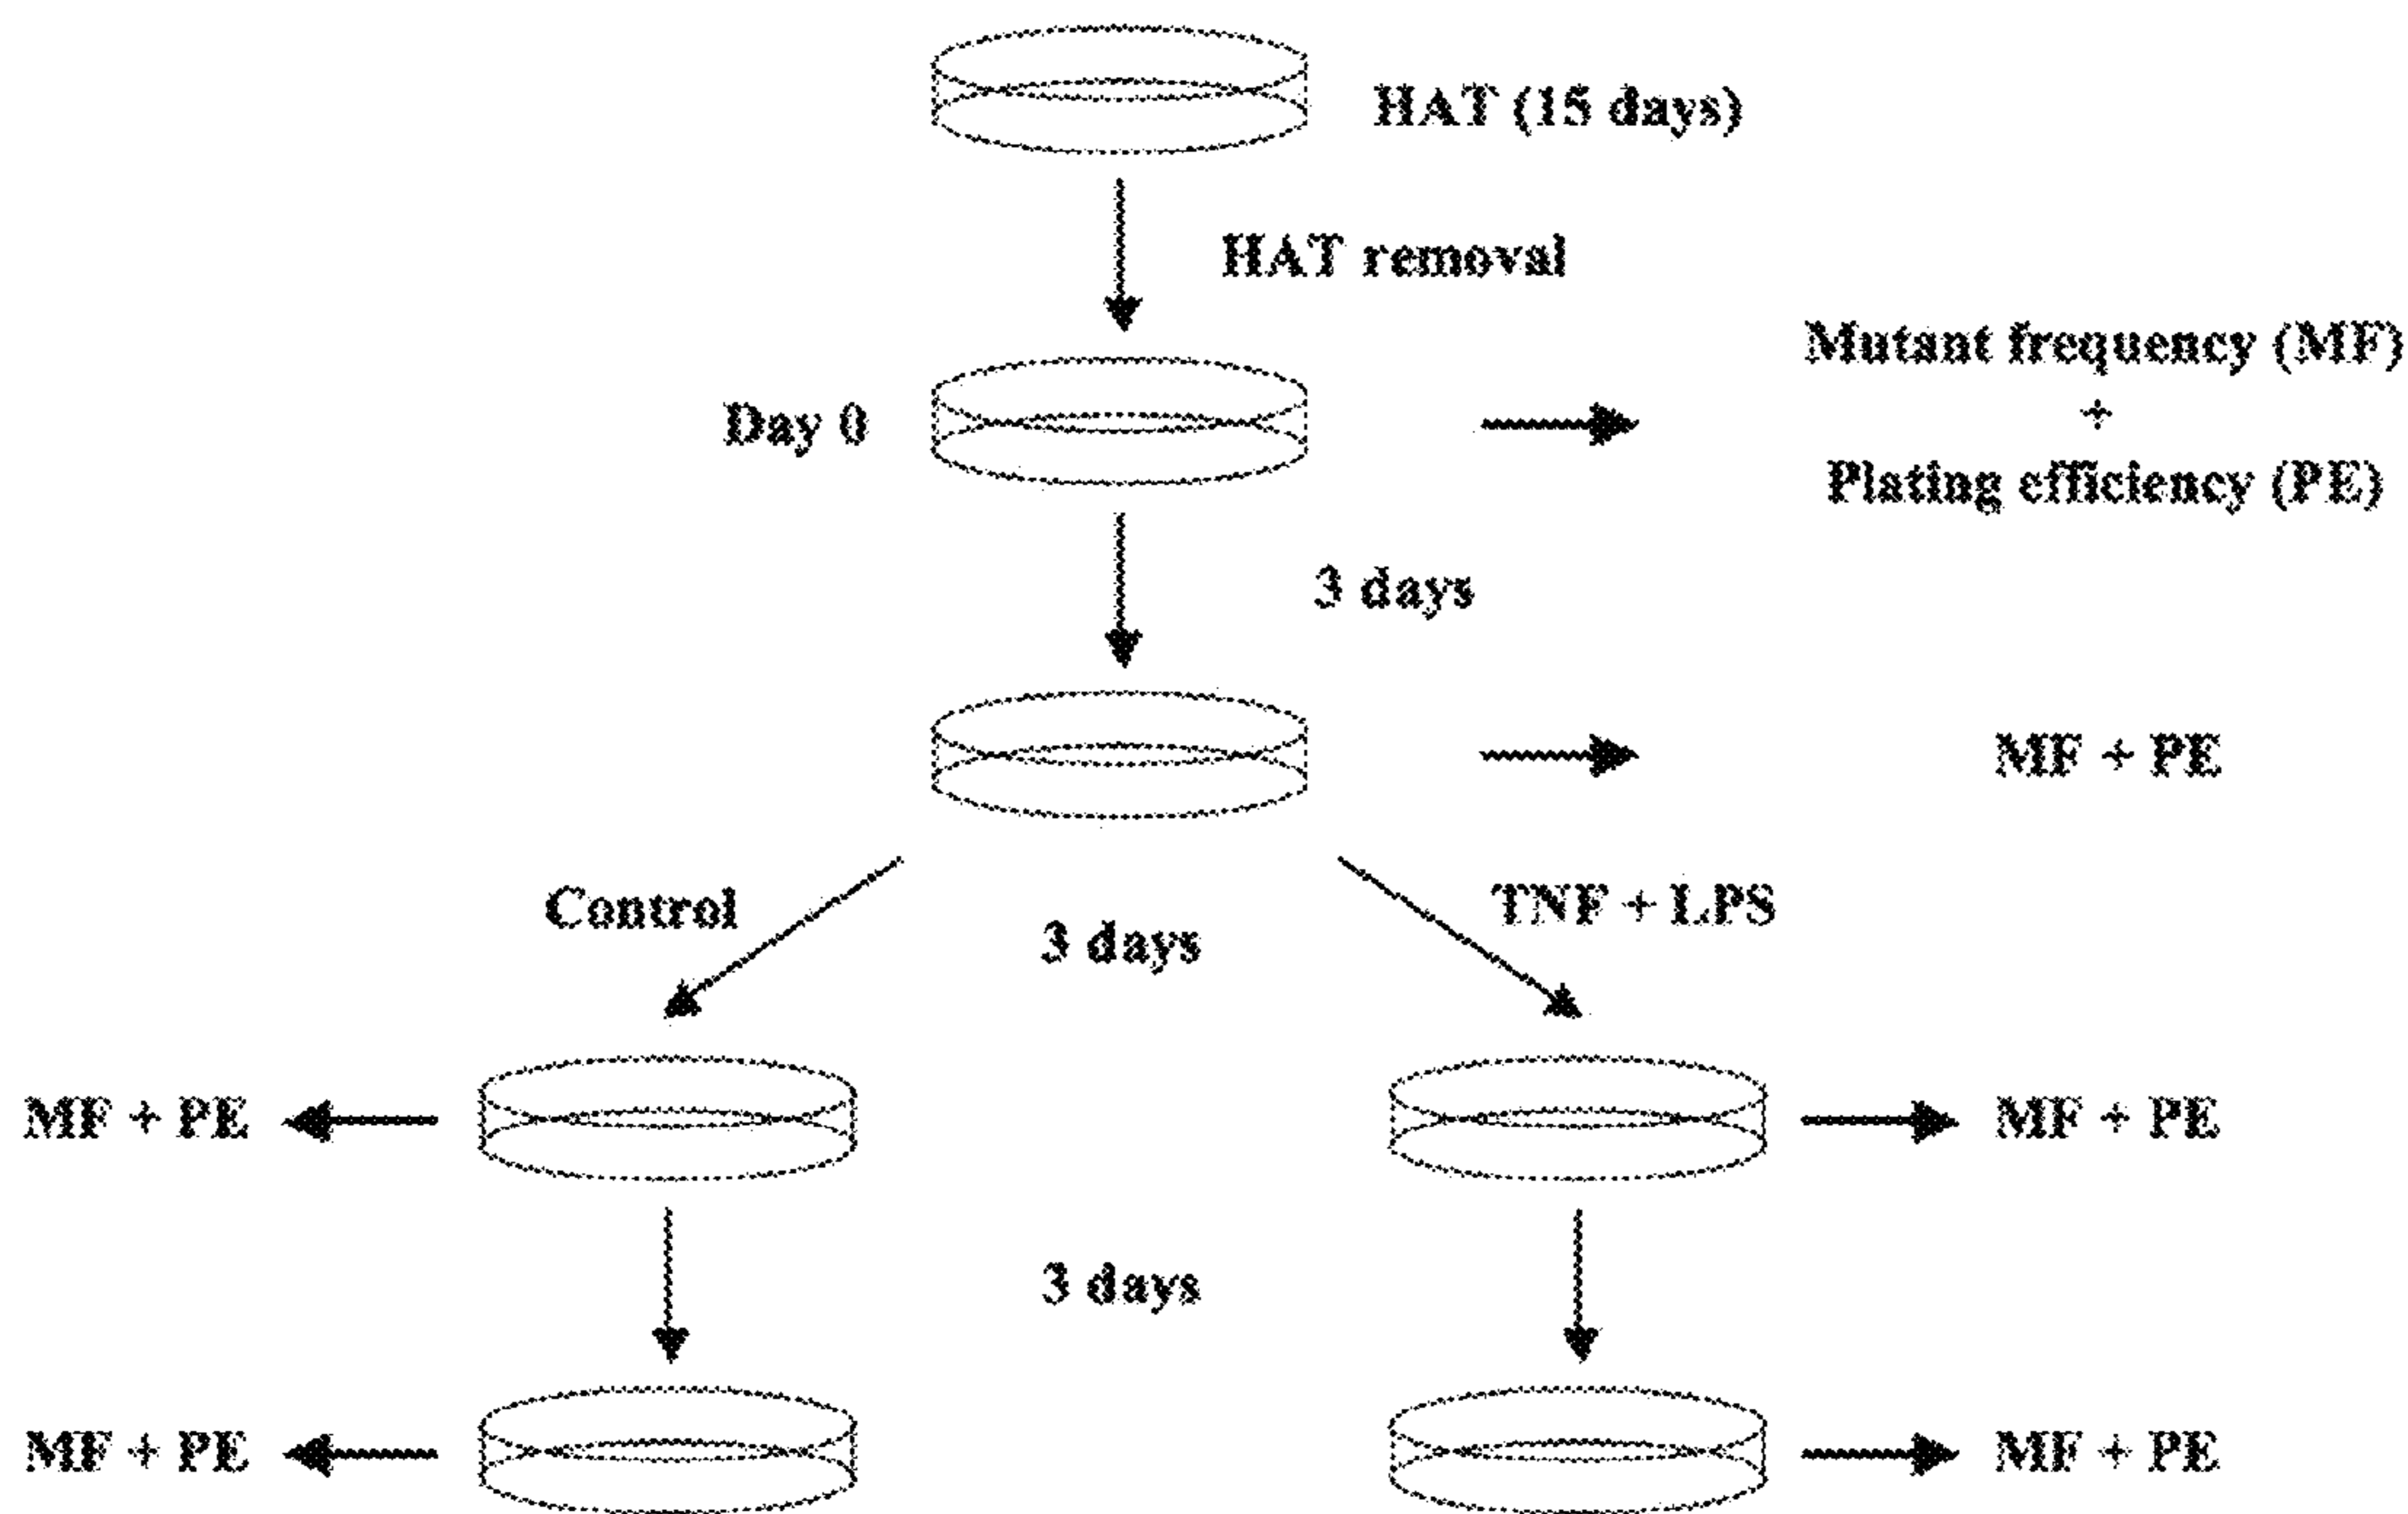 HAT (15 days)
HAT removal
Mutant frequency (MF)
+
Plating efficiency (PE)
Day 0
3 days
MF + PE
Control
3 days
TNF + LPS
MF + PE
MF + PE
3 days
MF + PE
MF + PE